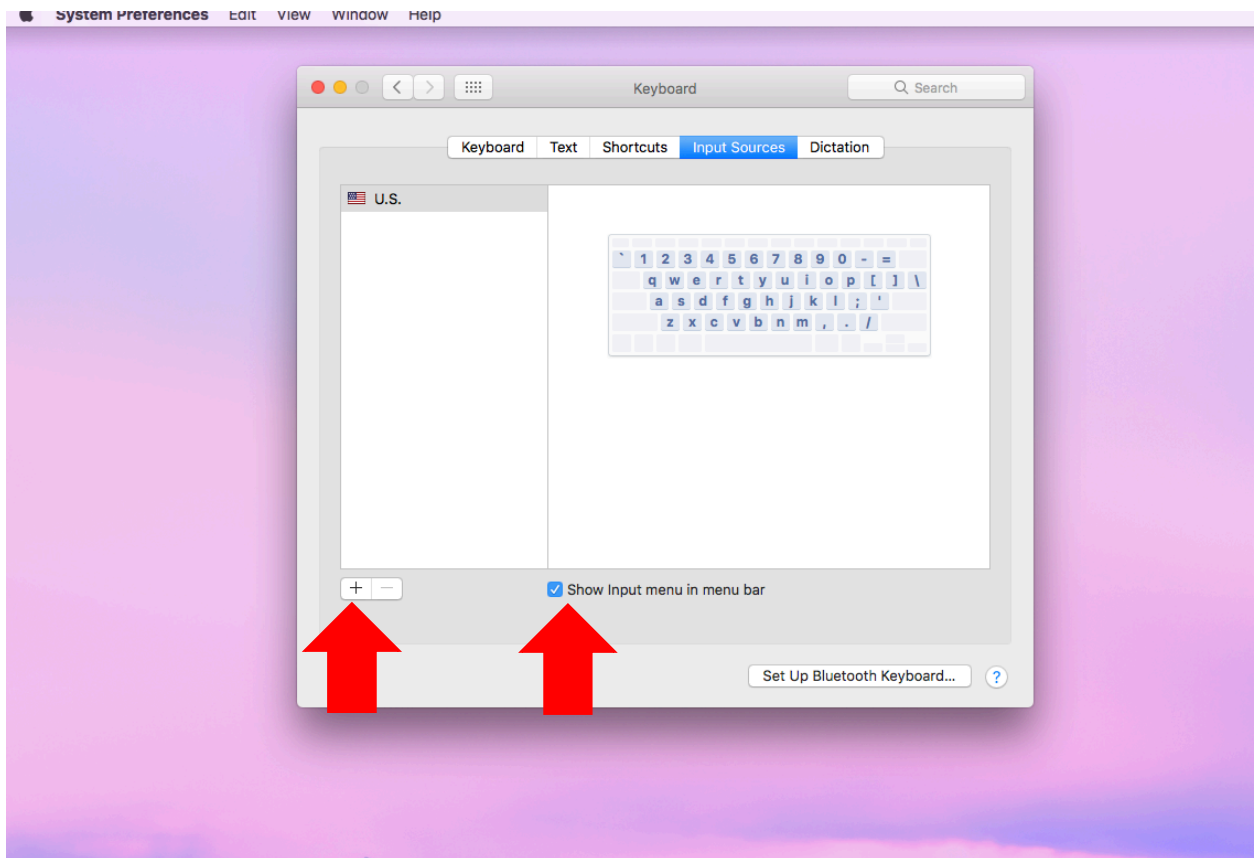 System Preferences Edit View Window Help
Keyboard
Search
Keyboard Text Shortcuts Input Sources Dictation
U.S.
` 1 2 3 4 5 6 7 8 9 0 - =
q w e r t y u i o p [ ] \
a s d f g h j k l ; '
z x c v b n m , . /
+ −
Show Input menu in menu bar
Set Up Bluetooth Keyboard... ?